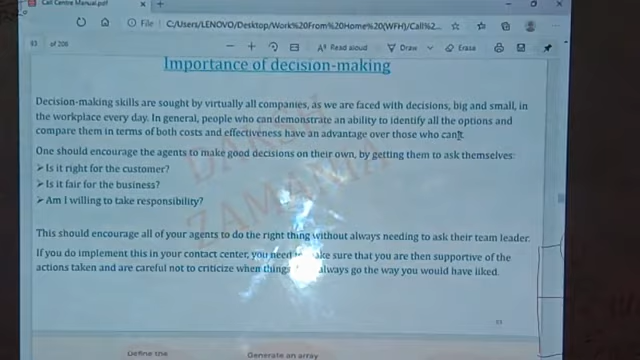 Call Centre Manual.pdf
File C:/Users/LENOVO/Desktop/Work%20From%20Home%20(WFH)/Call%2...
43 of 206 Read aloud Draw Erase
Importance of decision-making
Decision-making skills are sought by virtually all companies, as we are faced with decisions, big and small, in
the workplace every day. In general, people who can demonstrate an ability to identify all the options and
compare them in terms of both costs and effectiveness have an advantage over those who can't.
One should encourage the agents to make good decisions on their own, by getting them to ask themselves:
➢ Is it right for the customer?
➢ Is it fair for the business?
➢ Am I willing to take responsibility?
ZAMANIA
This should encourage all of your agents to do the right thing without always needing to ask their team leader.
If you do implement this in your contact center, you need to make sure that you are then supportive of the
actions taken and are careful not to criticize when things always go the way you would have liked.
Define the Generate an array